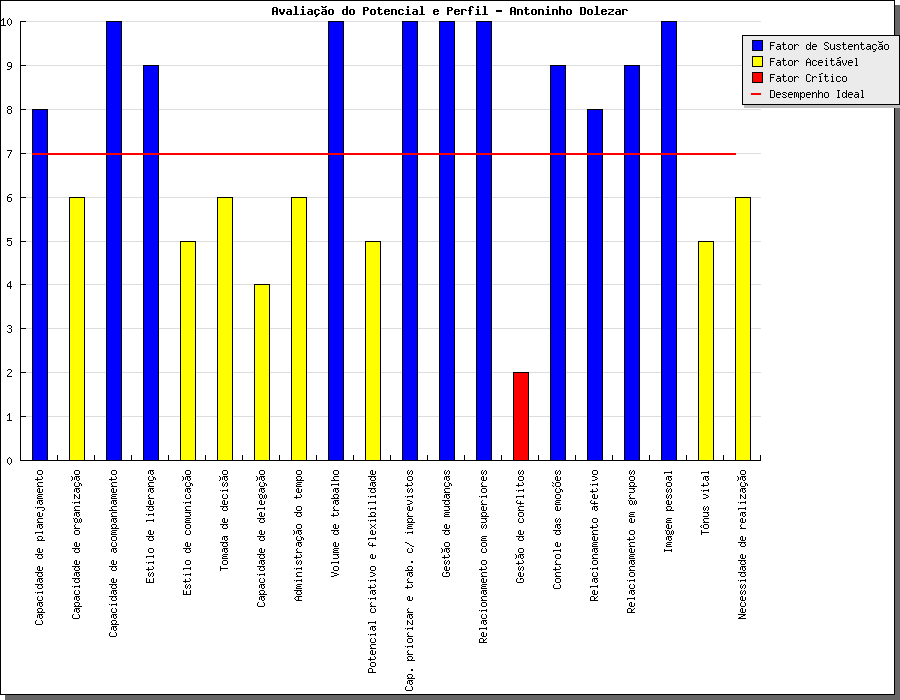 Avaliação do Potencial e Perfil - Antoninho Dolezar
Fator de Sustentação
Fator Aceitável
Fator Crítico
Desempenho Ideal
10
9
8
7
6
5
4
3
2
1
0
Capacidade de planejamento
Capacidade de organização
Capacidade de acompanhamento
Estilo de liderança
Estilo de comunicação
Tomada de decisão
Capacidade de delegação
Administração do tempo
Volume de trabalho
Potencial criativo e flexibilidade
Cap. priorizar e trab. c/ imprevistos
Gestão de mudanças
Relacionamento com superiores
Gestão de conflitos
Controle das emoções
Relacionamento afetivo
Relacionamento em grupos
Imagem pessoal
Tônus vital
Necessidade de realização